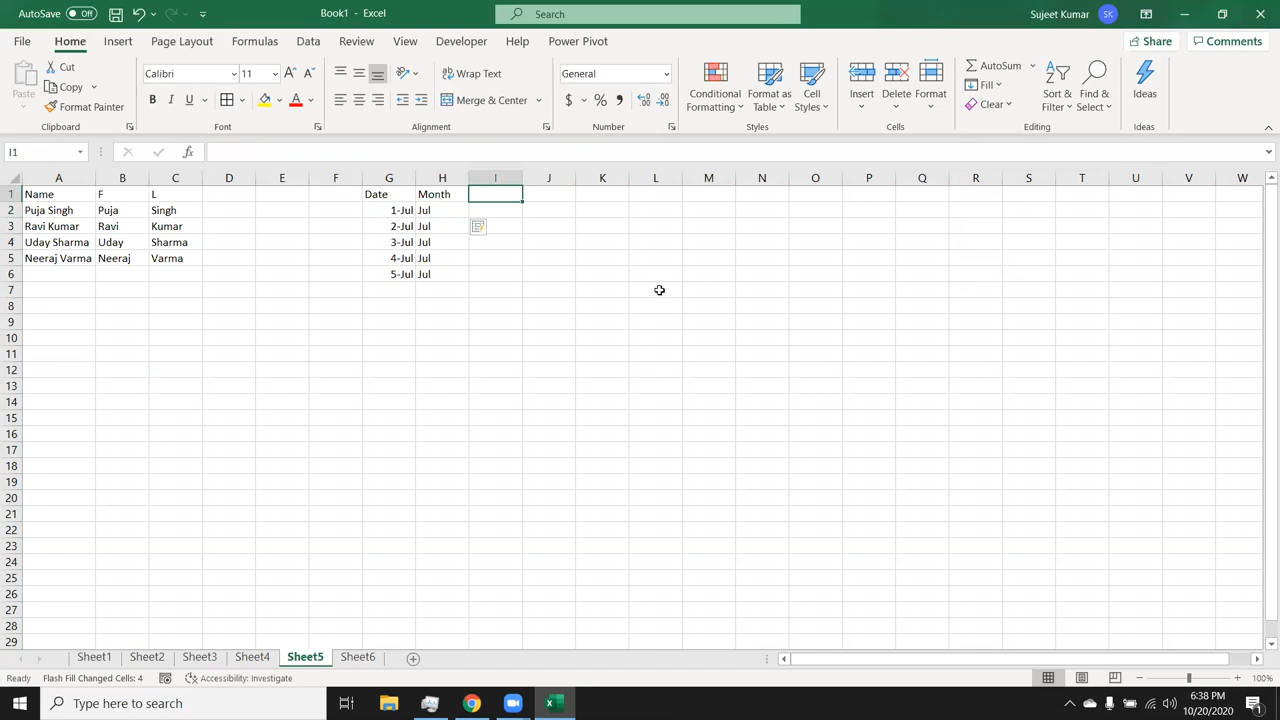 AutoSave Off Book1 - Excel Search Sujeet Kumar SK
File Home Insert Page Layout Formulas Data Review View Developer Help Power Pivot Share Comments
Paste Cut Copy Format Painter Clipboard
Calibri 11 B I U A Font
Wrap Text Merge & Center Alignment
General $ % , Number
Conditional Formatting Format as Table Cell Styles Styles
Insert Delete Format Cells
AutoSum Fill Clear Sort & Filter Find & Select Editing
Ideas Ideas
I1 fx
A B C D E F G H I J K L M N O P Q R S T U V W
1 Name F L Date Month
2 Puja Singh Puja Singh 1-Jul Jul
3 Ravi Kumar Ravi Kumar 2-Jul Jul
4 Uday Sharma Uday Sharma 3-Jul Jul
5 Neeraj Varma Neeraj Varma 4-Jul Jul
6 5-Jul Jul
7
8
9
10
11
12
13
14
15
16
17
18
19
20
21
22
23
24
25
26
27
28
29
Sheet1 Sheet2 Sheet3 Sheet4 Sheet5 Sheet6
Ready Flash Fill Changed Cells: 4 Accessibility: Investigate 100%
Type here to search 6:38 PM
10/20/2020